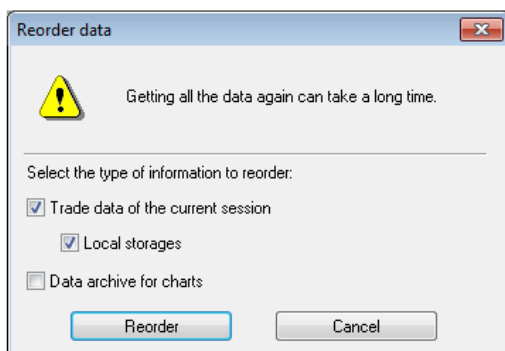 Reorder data
Getting all the data again can take a long time.
Select the type of information to reorder:
Trade data of the current session
Local storages
Data archive for charts
Reorder Cancel